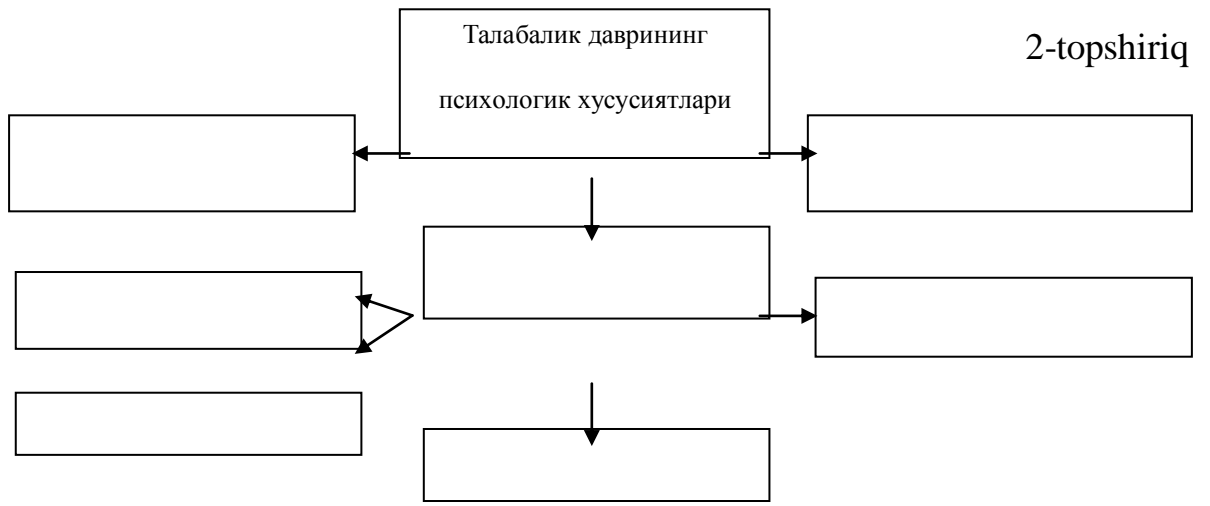 Талабалик даврининг
психологик хусусиятлари
2-topshiriq